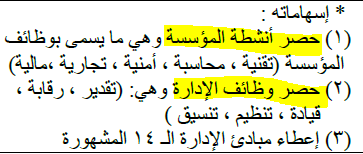 * إسهاماته :
(١) حصر أنشطة المؤسسة وهي ما يسمى بوظائف
المؤسسة (تقنية ، محاسبة ، أمنية ، تجارية ،مالية)
(٢) حصر وظائف الإدارة وهي: (تقدير ، رقابة ،
قيادة ، تنظيم ، تنسيق )
(٣) إعطاء مبادئ الإدارة الـ ١٤ المشهورة